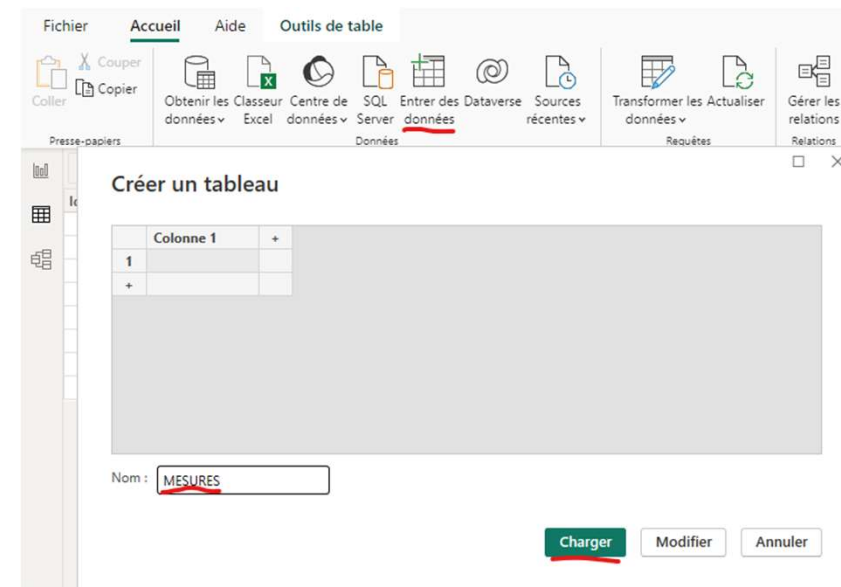 Fichier Accueil Aide Outils de table
Couper
Copier
Coller
Obtenir les Classeur Centre de SQL Entrer des Dataverse Sources Transformer les Actualiser Gérer les
données Excel données Server données récentes données relations
Presse-papiers Données Requêtes Relations
Créer un tableau
Colonne 1 +
1
+
Nom : MESURES
Charger Modifier Annuler